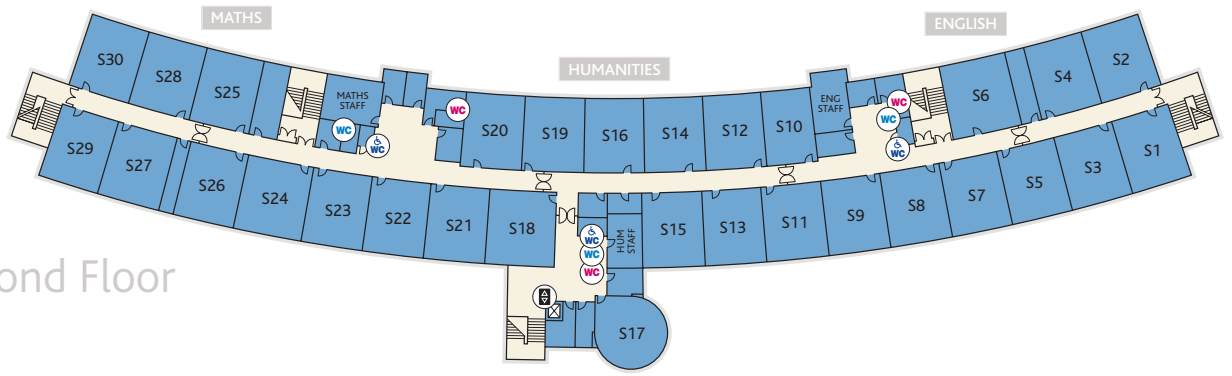 MATHS
ENGLISH
HUMANITIES
S30
S28
S25
MATHS
STAFF
WC
WC
WC
S20
S19
S16
S14
S12
S10
ENG
STAFF
WC
WC
WC
S6
S4
S2
S29
S27
S26
S24
S23
S22
S21
S18
WC
WC
WC
HUM
STAFF
S15
S13
S11
S9
S8
S7
S5
S3
S1
S17
ond Floor